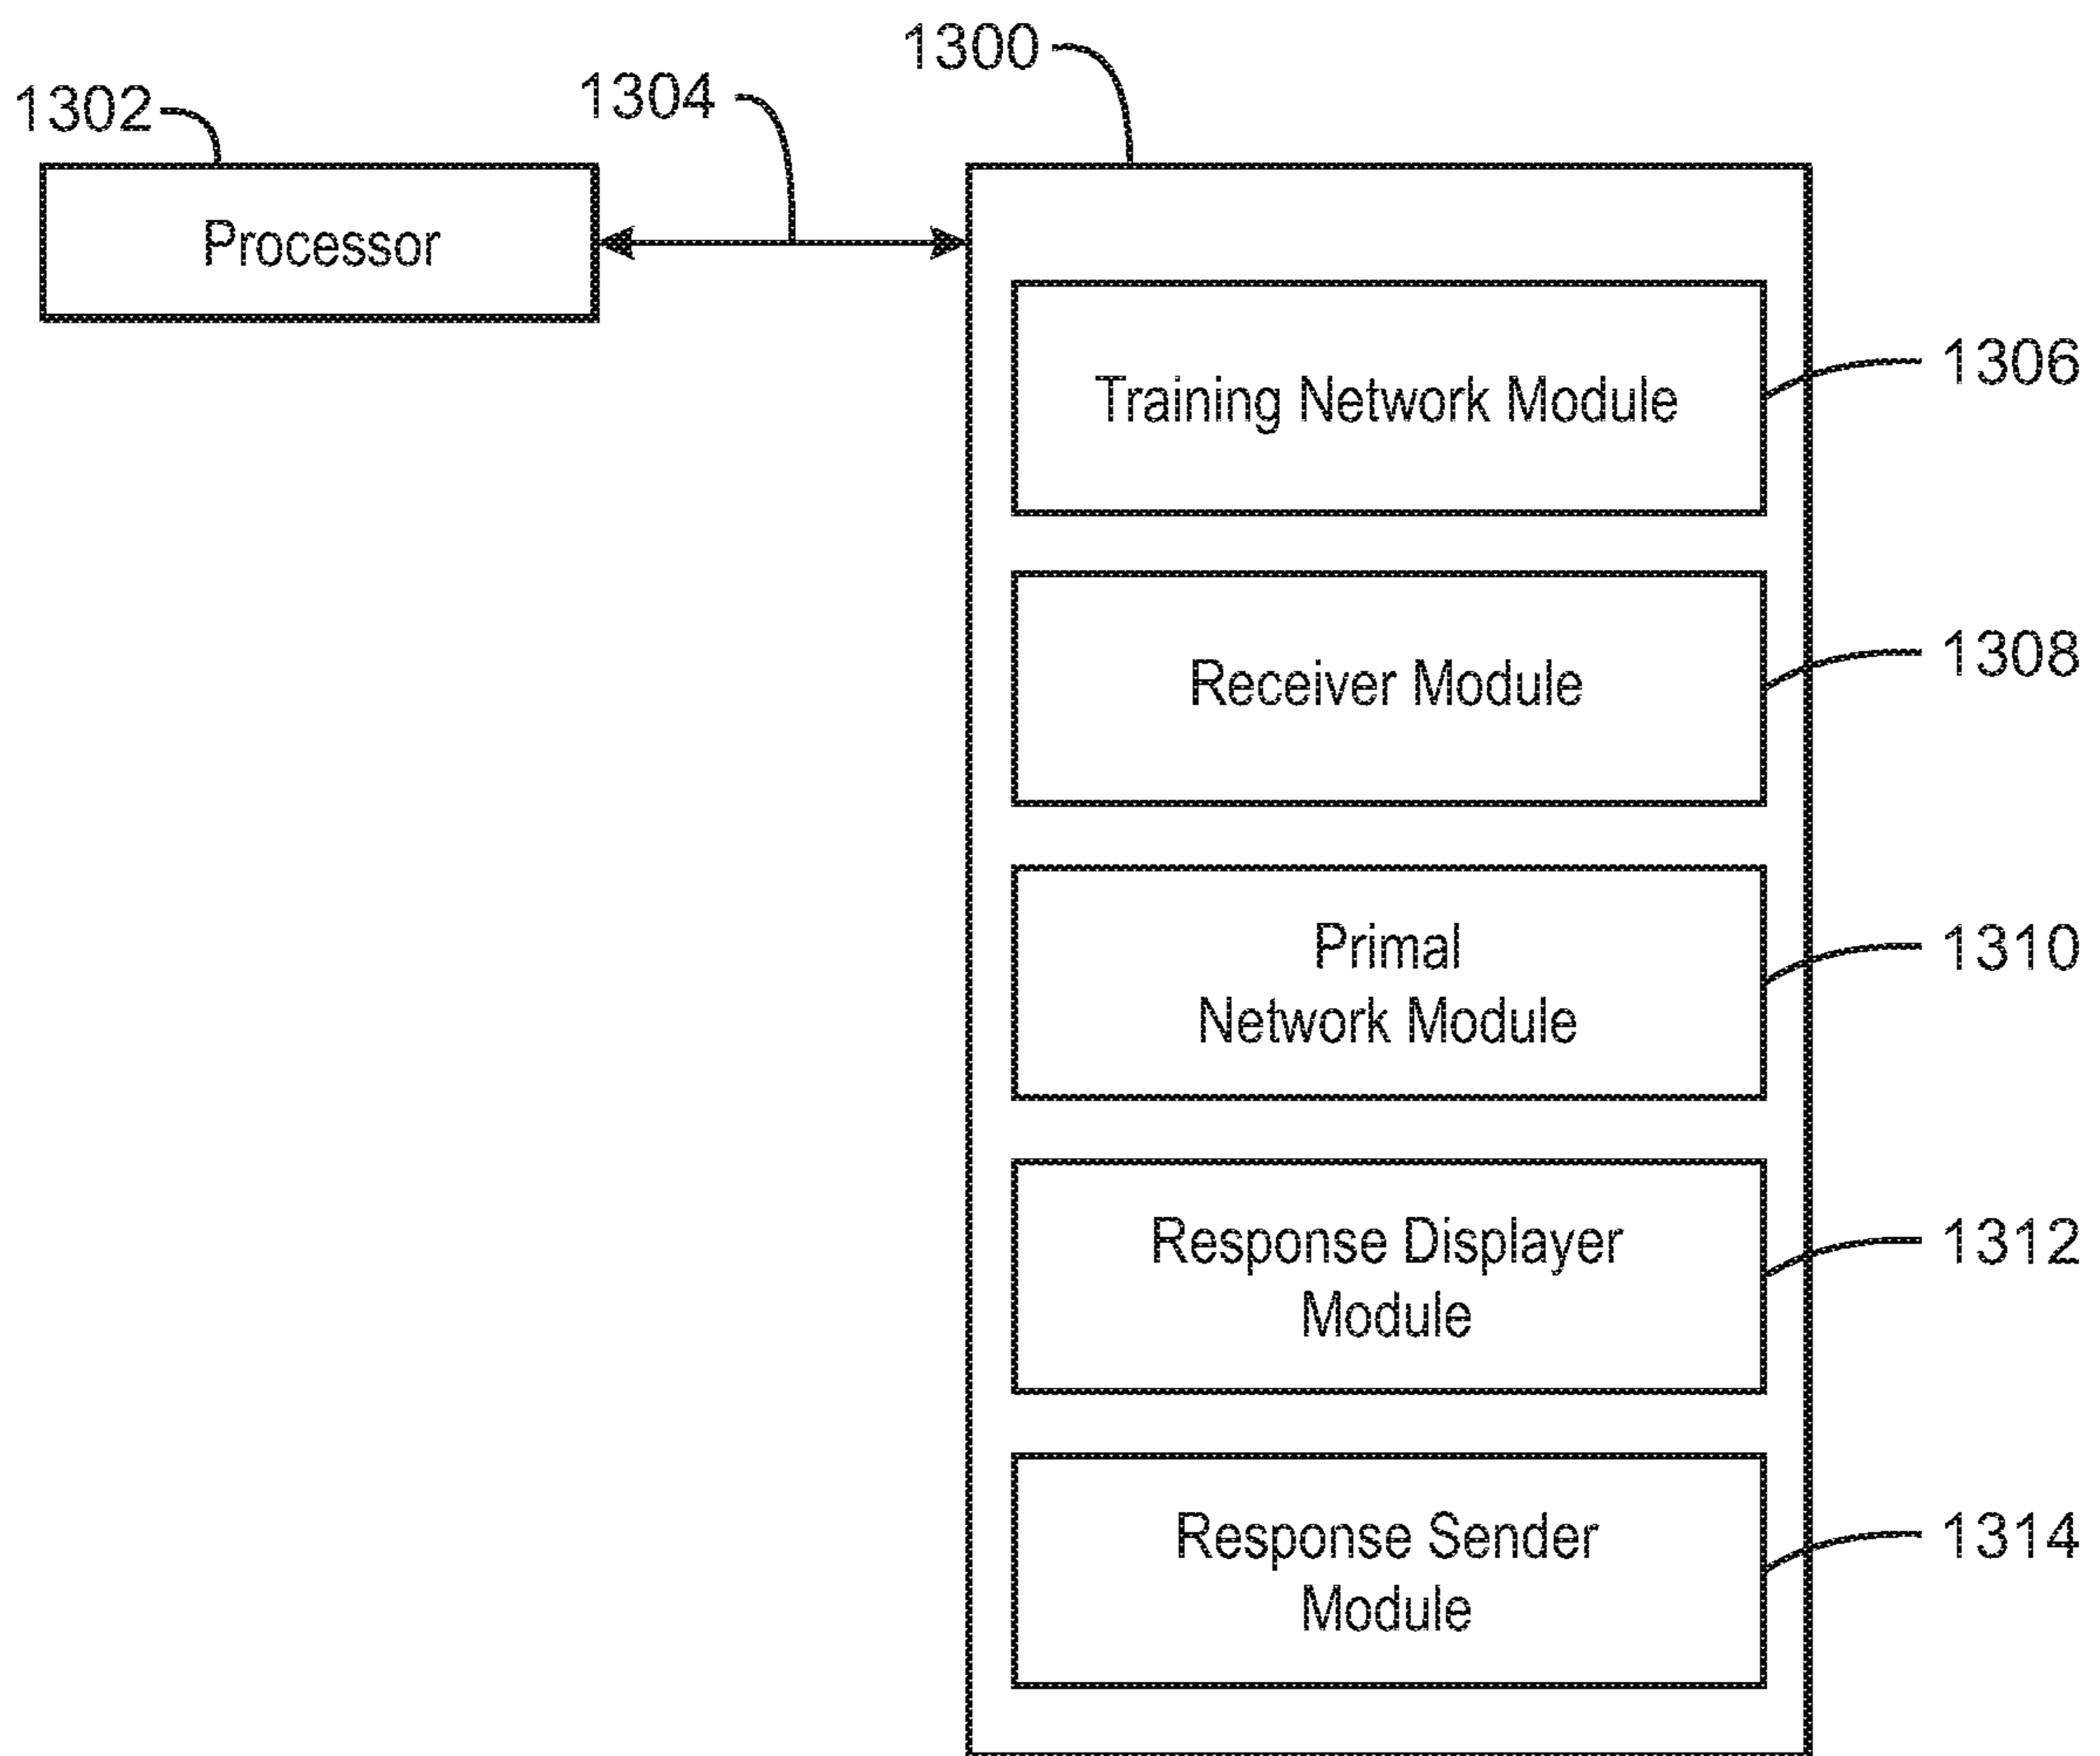 1300
1304
1302
Processor
Training Network Module
1306
Receiver Module
1308
Primal
Network Module
1310
Response Displayer
Module
1312
Response Sender
Module
1314